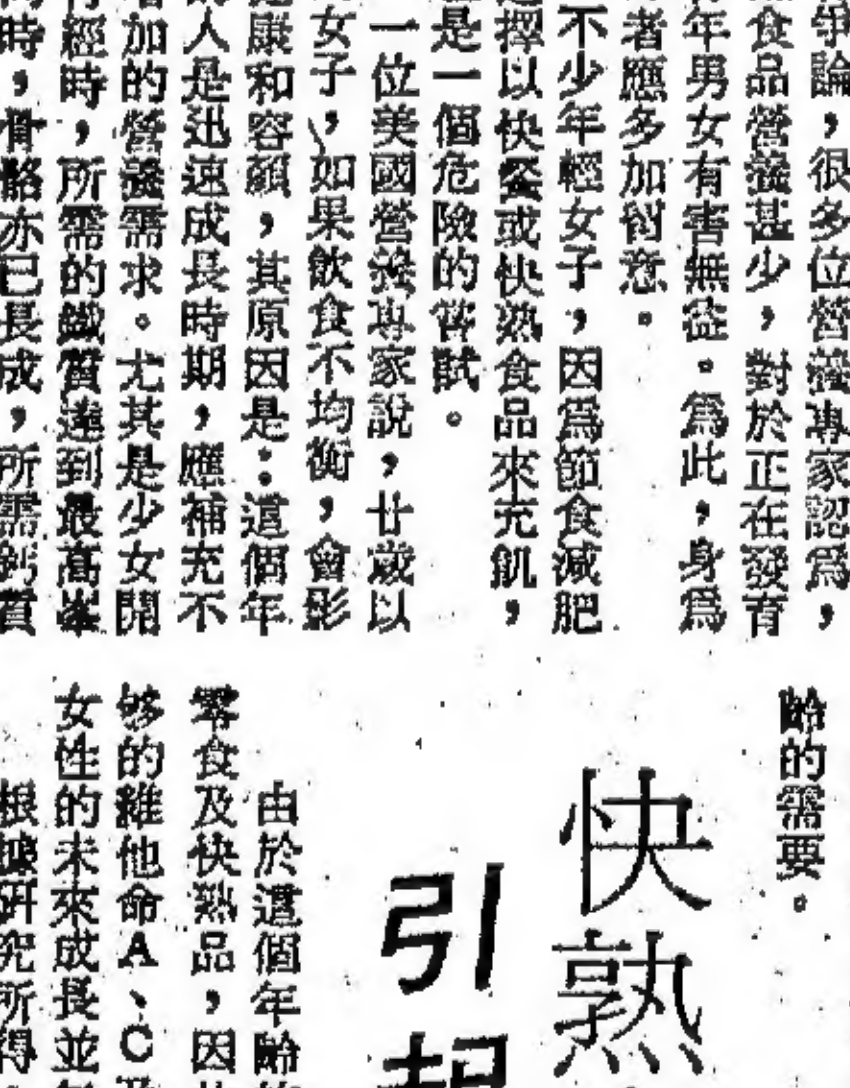 爭論，很多位營養專家認爲，
食品營養甚少，對於正在發育
年男女有害無益。爲此，身爲
者應多加留意。
不少年輕女子，因爲節食減肥
選擇以快餐或快熟食品來充飢，
是一個危險的嘗試。
一位美國營養專家說，廿歲以
女子，如果飲食不均衡，會影
健康和容顏，其原因是：這個年
人是迅速成長時期，應補充不
增加的營養需求。尤其是少女開
經時，所需的鐵質達到最高峯
時，骨骼亦已長成，所需鈣質
齡的需要。
快熟
引起
由於這個年齡
零食及快熟品，因
够的維他命A、C及
女性的未來成長並
根據研究所得